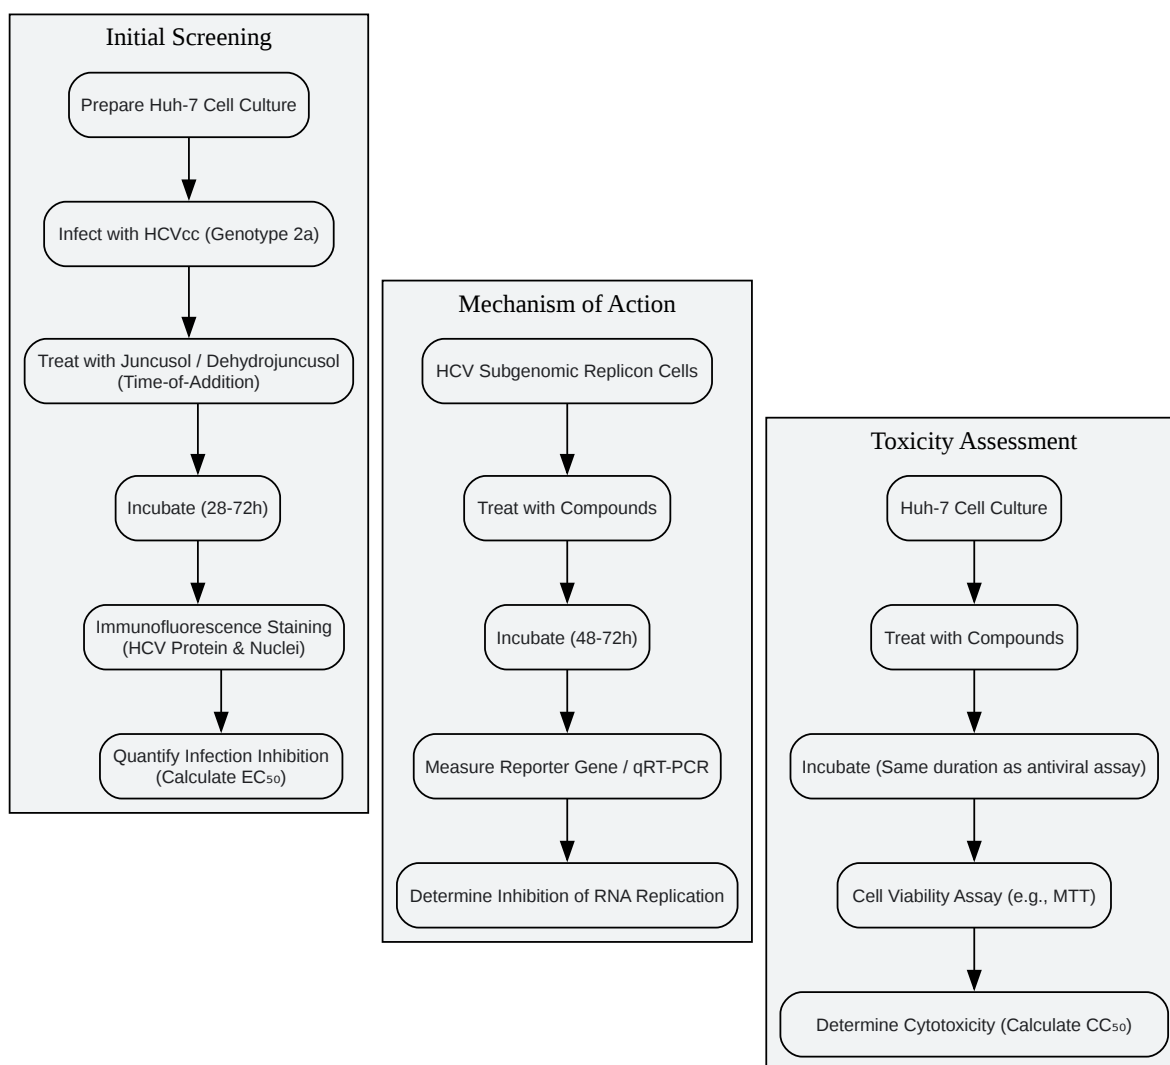 Initial Screening
Prepare Huh-7 Cell Culture
Infect with HCVcc (Genotype 2a)
Treat with Juncusol / Dehydrojuncusol
(Time-of-Addition)
Incubate (28-72h)
Immunofluorescence Staining
(HCV Protein & Nuclei)
Quantify Infection Inhibition
(Calculate EC₅₀)
Mechanism of Action
HCV Subgenomic Replicon Cells
Treat with Compounds
Incubate (48-72h)
Measure Reporter Gene / qRT-PCR
Determine Inhibition of RNA Replication
Toxicity Assessment
Huh-7 Cell Culture
Treat with Compounds
Incubate (Same duration as antiviral assay)
Cell Viability Assay (e.g., MTT)
Determine Cytotoxicity (Calculate CC₅₀)